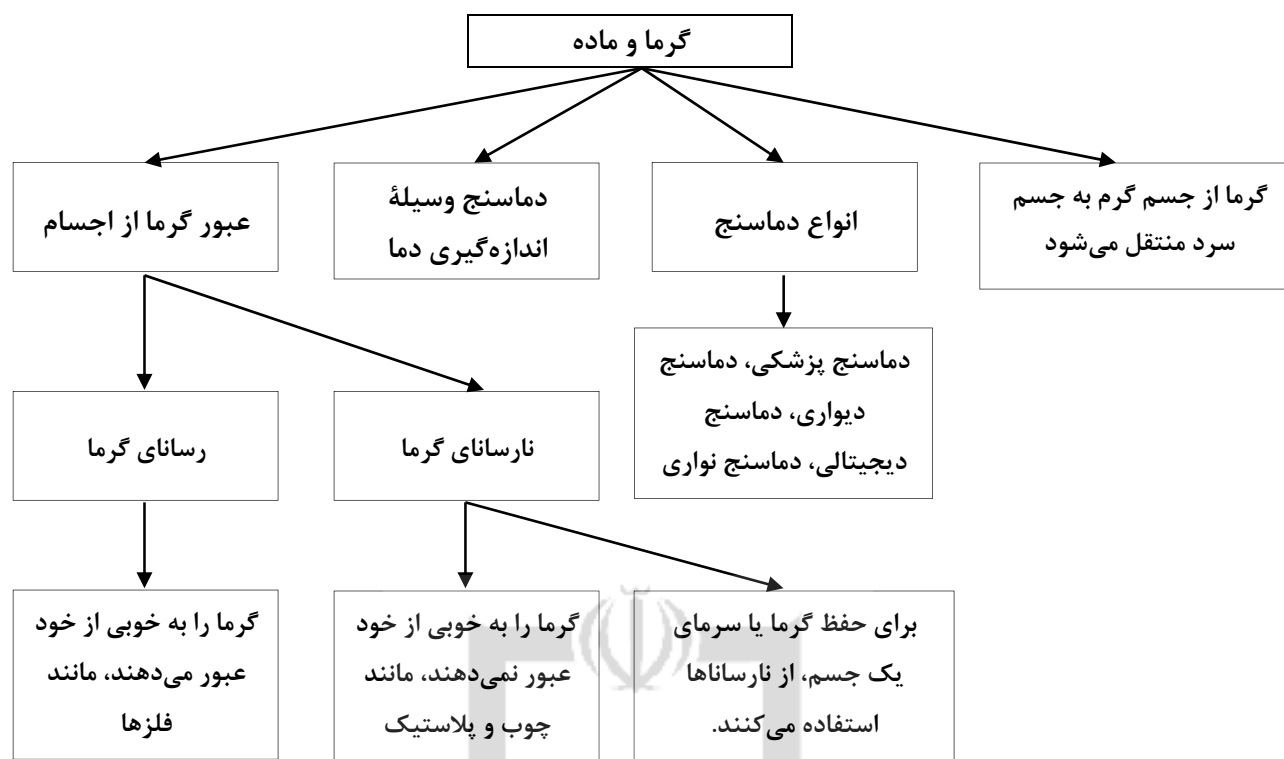 گرما و ماده
گرما از جسم گرم به جسم
سرد منتقل می‌شود
انواع دماسنج
دماسنج وسیلهٔ
اندازه‌گیری دما
عبور گرما از اجسام
دماسنج پزشکی، دماسنج
دیواری، دماسنج
دیجیتالی، دماسنج نواری
نارسانای گرما
رسانای گرما
برای حفظ گرما یا سرمای
یک جسم، از نارساناها
استفاده می‌کنند.
گرما را به خوبی از خود
عبور نمی‌دهند، مانند
چوب و پلاستیک
گرما را به خوبی از خود
عبور می‌دهند، مانند
فلزها